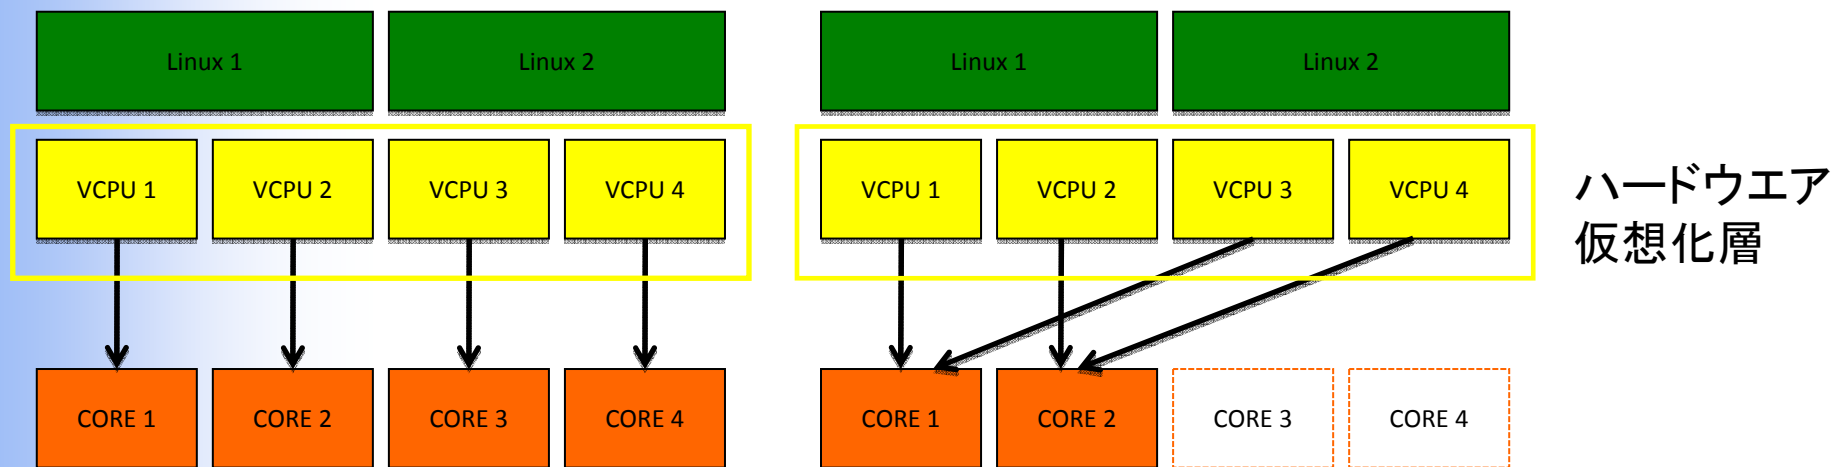 Linux 1
Linux 2
Linux 1
Linux 2
VCPU 1
VCPU 2
VCPU 3
VCPU 4
VCPU 1
VCPU 2
VCPU 3
VCPU 4
ハードウエア
仮想化層
CORE 1
CORE 2
CORE 3
CORE 4
CORE 1
CORE 2
CORE 3
CORE 4